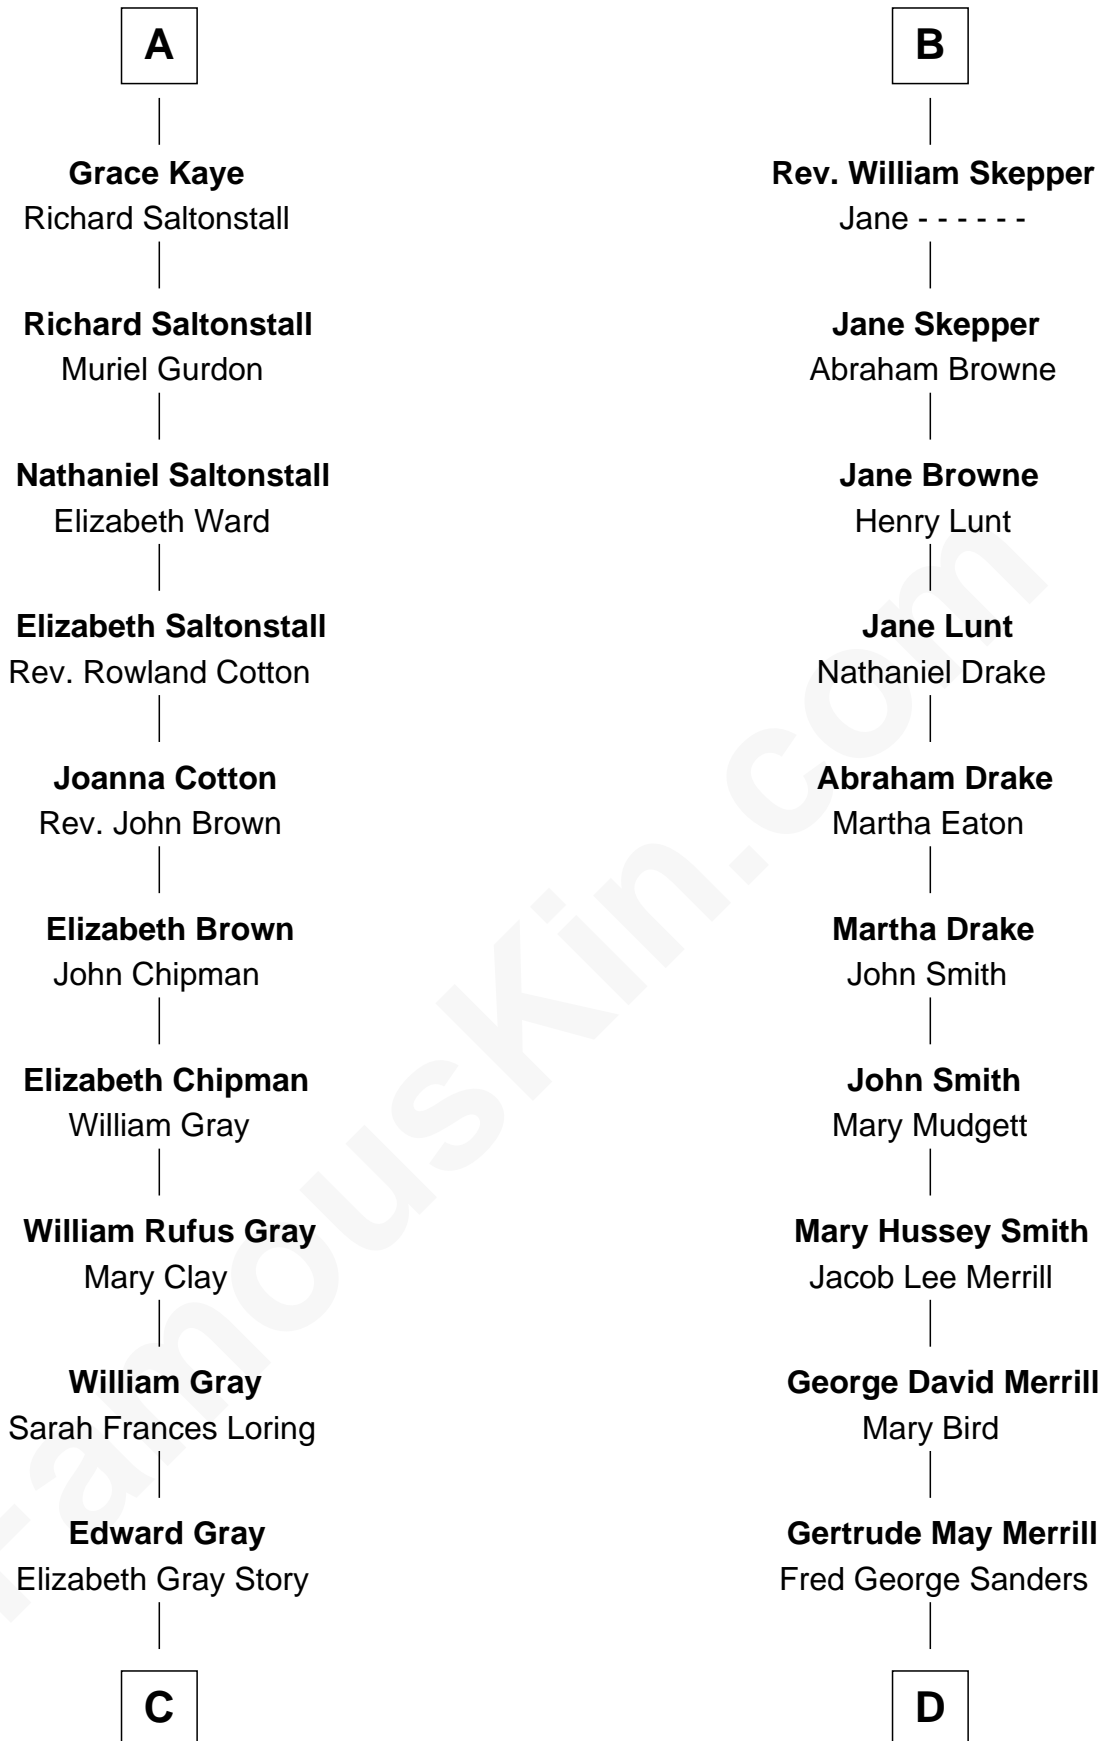 A
Grace Kaye
Richard Saltonstall
Richard Saltonstall
Muriel Gurdon
Nathaniel Saltonstall
Elizabeth Ward
Elizabeth Saltonstall
Rev. Rowland Cotton
Joanna Cotton
Rev. John Brown
Elizabeth Brown
John Chipman
Elizabeth Chipman
William Gray
William Rufus Gray
Mary Clay
William Gray
Sarah Frances Loring
Edward Gray
Elizabeth Gray Story
C
B
Rev. William Skepper
Jane - - - - - -
Jane Skepper
Abraham Browne
Jane Browne
Henry Lunt
Jane Lunt
Nathaniel Drake
Abraham Drake
Martha Eaton
Martha Drake
John Smith
John Smith
Mary Mudgett
Mary Hussey Smith
Jacob Lee Merrill
George David Merrill
Mary Bird
Gertrude May Merrill
Fred George Sanders
D
FamousKin.com